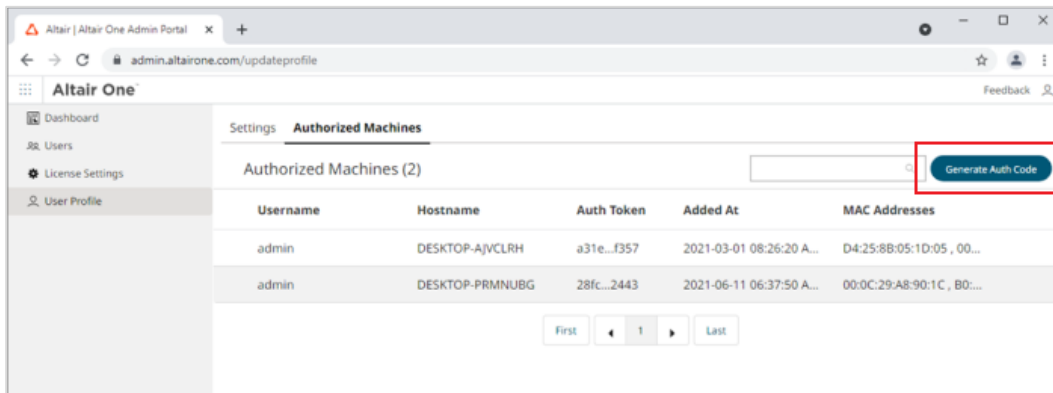 Altair | Altair One Admin Portal
admin.altairone.com/updateprofile
Altair One
Feedback
Dashboard
Users
License Settings
User Profile
Settings Authorized Machines
Authorized Machines (2)
Generate Auth Code
Username Hostname Auth Token Added At MAC Addresses
admin DESKTOP-AJVCLRH a31e...f357 2021-03-01 08:26:20 A... D4:25:8B:05:1D:05 , 00...
admin DESKTOP-PRMNUBG 28fc...2443 2021-06-11 06:37:50 A... 00:0C:29:A8:90:1C , B0:...
First 1 Last